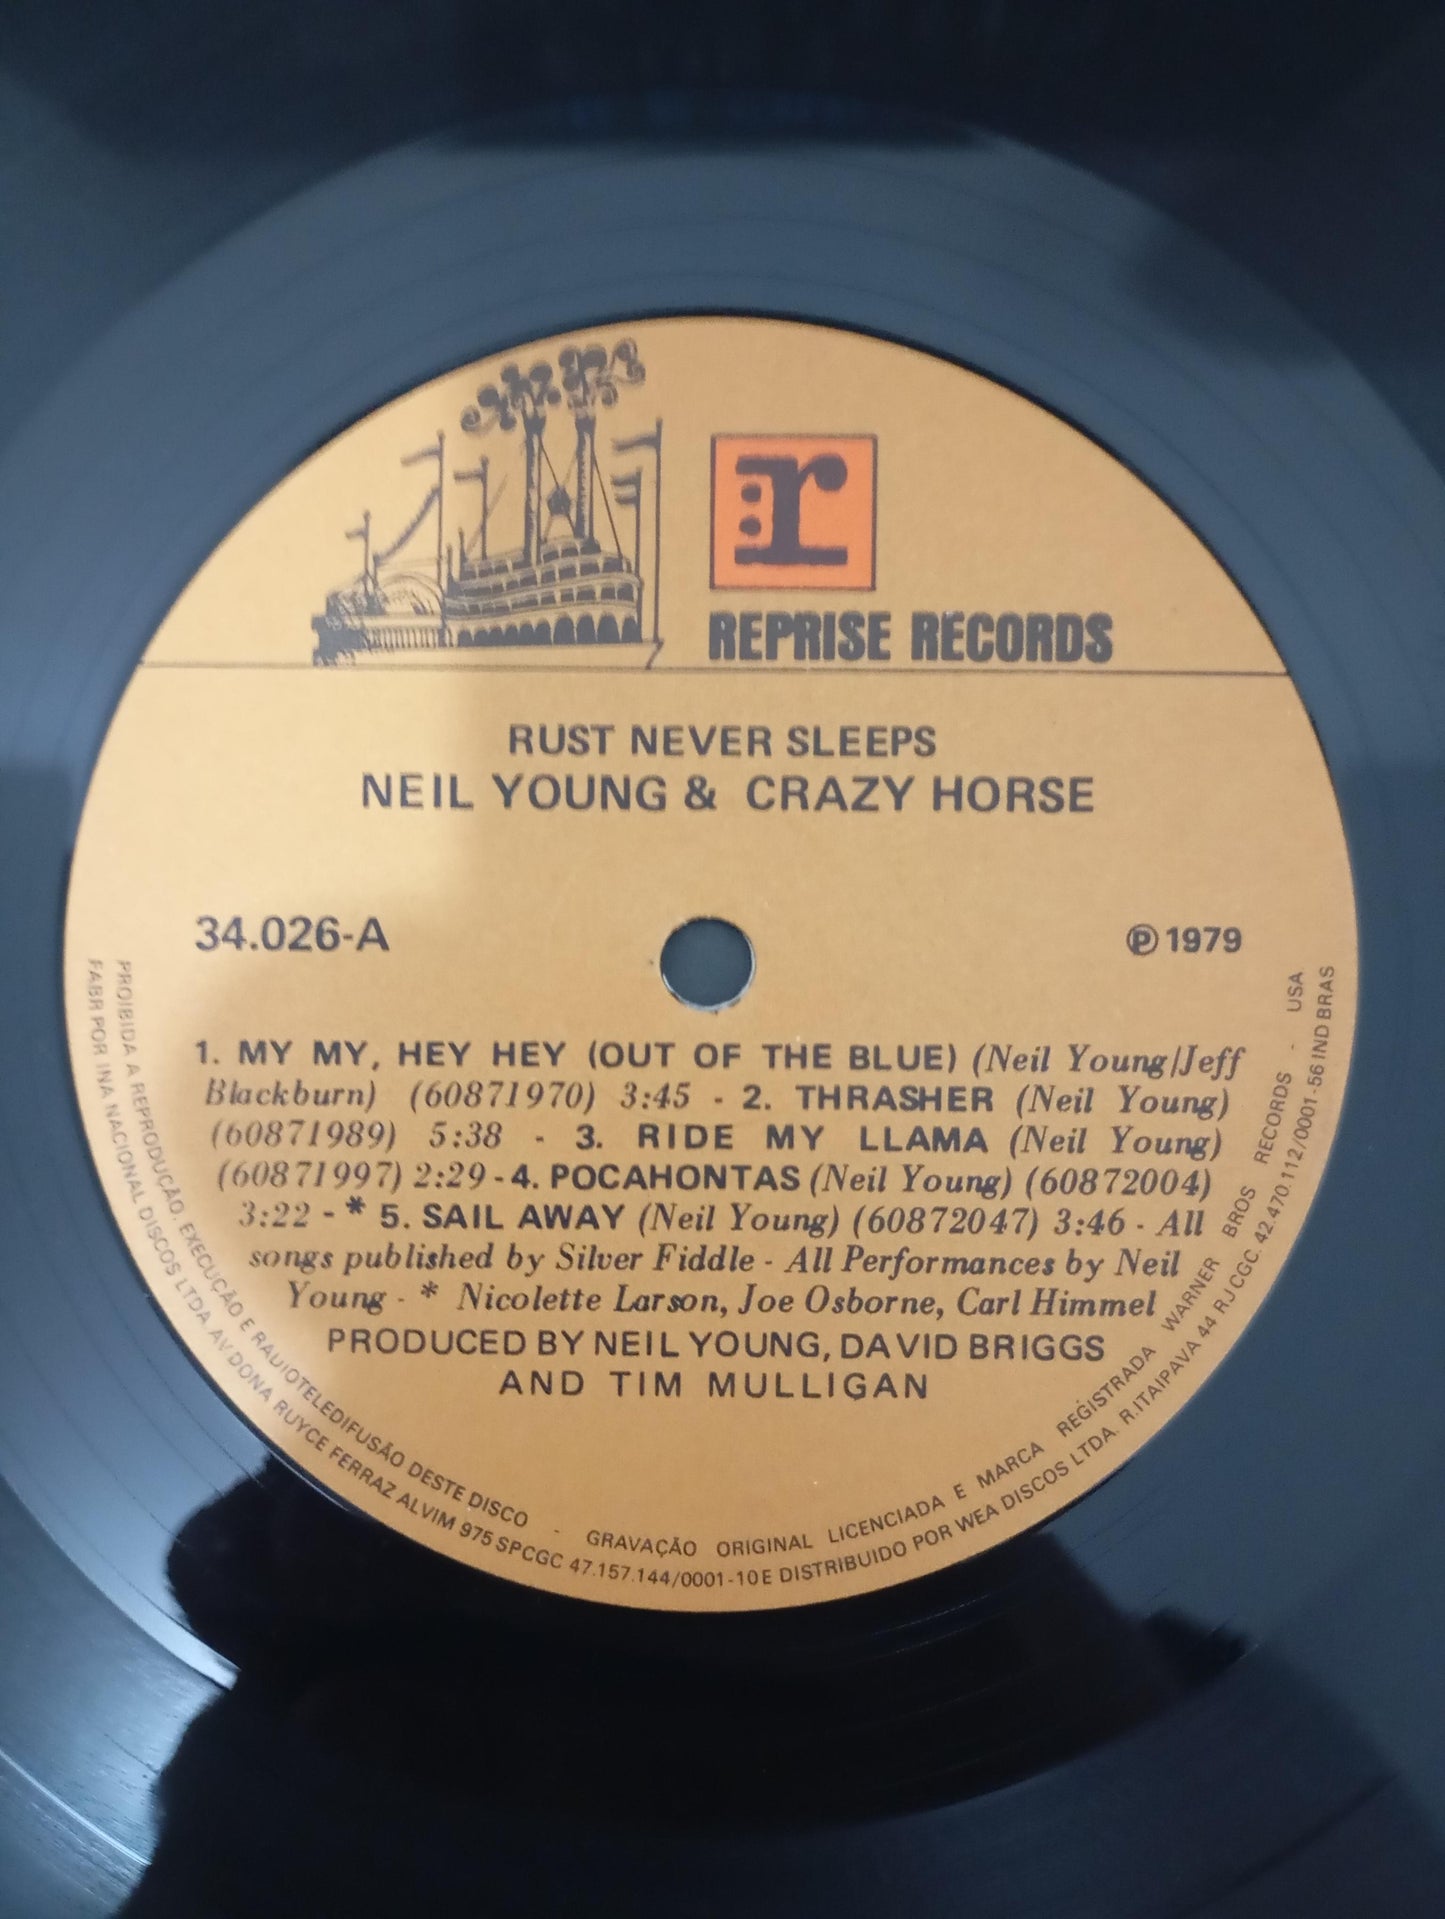 r
REPRISE RECORDS
RUST NEVER SLEEPS
NEIL YOUNG & CRAZY HORSE
34.026-A
℗ 1979
1. MY MY, HEY HEY (OUT OF THE BLUE) (Neil Young/Jeff
Blackburn) (60871970) 3:45 - 2. THRASHER (Neil Young)
(60871989) 5:38 - 3. RIDE MY LLAMA (Neil Young)
(60871997) 2:29 - 4. POCAHONTAS (Neil Young) (60872004)
3:22 - * 5. SAIL AWAY (Neil Young) (60872047) 3:46 - All
songs published by Silver Fiddle - All Performances by Neil
Young - * Nicolette Larson, Joe Osborne, Carl Himmel
PRODUCED BY NEIL YOUNG, DAVID BRIGGS
AND TIM MULLIGAN
PROIBIDA A REPRODUÇÃO, EXECUÇÃO E RADIOTELEDIFUSÃO DESTE DISCO - GRAVAÇÃO ORIGINAL LICENCIADA E MARCA REGISTRADA WARNER BROS RECORDS - USA
FABR POR INA NACIONAL DISCOS LTDA AV DONA RUYCE FERRAZ ALVIM 975 SP CGC 47.157.144/0001-10 E DISTRIBUIDO POR WEA DISCOS LTDA. R. ITAIPAVA 44 RJ CGC. 42.470.112/0001-56 IND BRAS